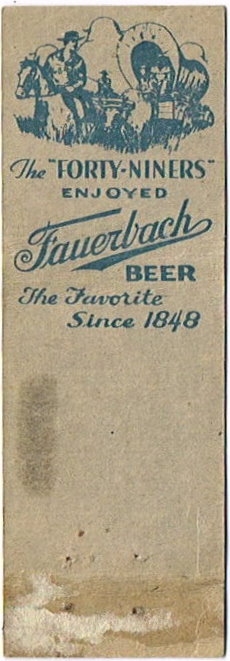 The "FORTY-NINERS"
ENJOYED
Fauerbach
BEER
The Favorite
Since 1848